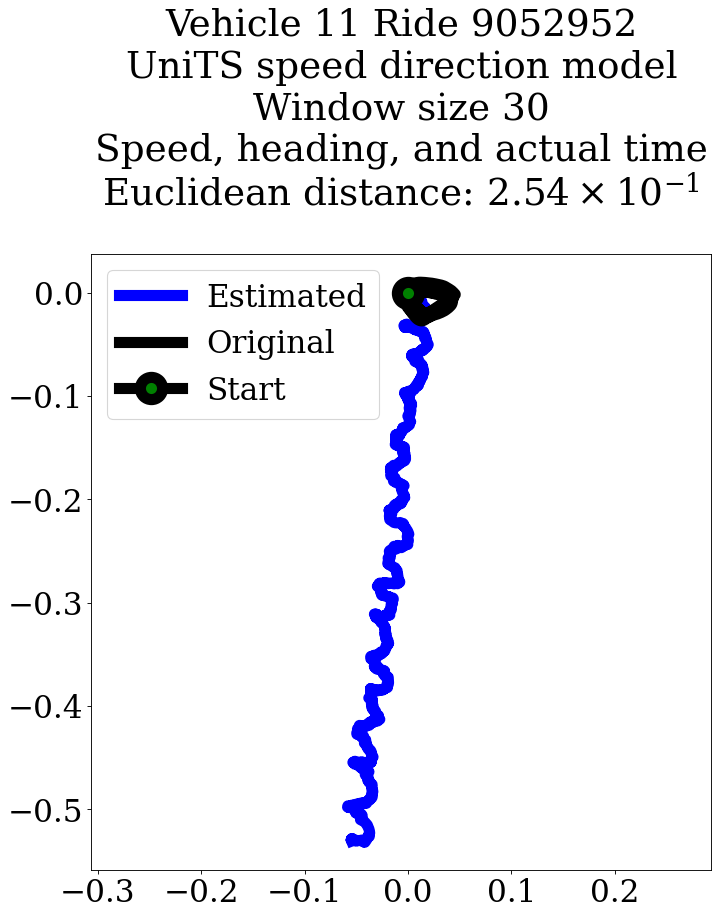 Vehicle 11 Ride 9052952
UniTS speed direction model
Window size 30
Speed, heading, and actual time
Euclidean distance: 2.54 × 10⁻¹
Estimated
Original
Start
0.0
−0.1
−0.2
−0.3
−0.4
−0.5
−0.3 −0.2 −0.1 0.0 0.1 0.2